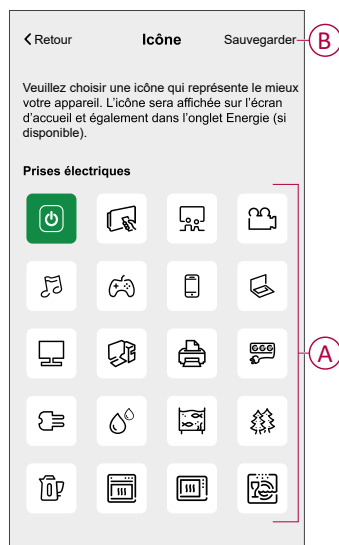 Retour Icône Sauvegarder B
Veuillez choisir une icône qui représente le mieux
votre appareil. L'icône sera affichée sur l'écran
d'accueil et également dans l'onglet Energie (si
disponible).
Prises électriques
A